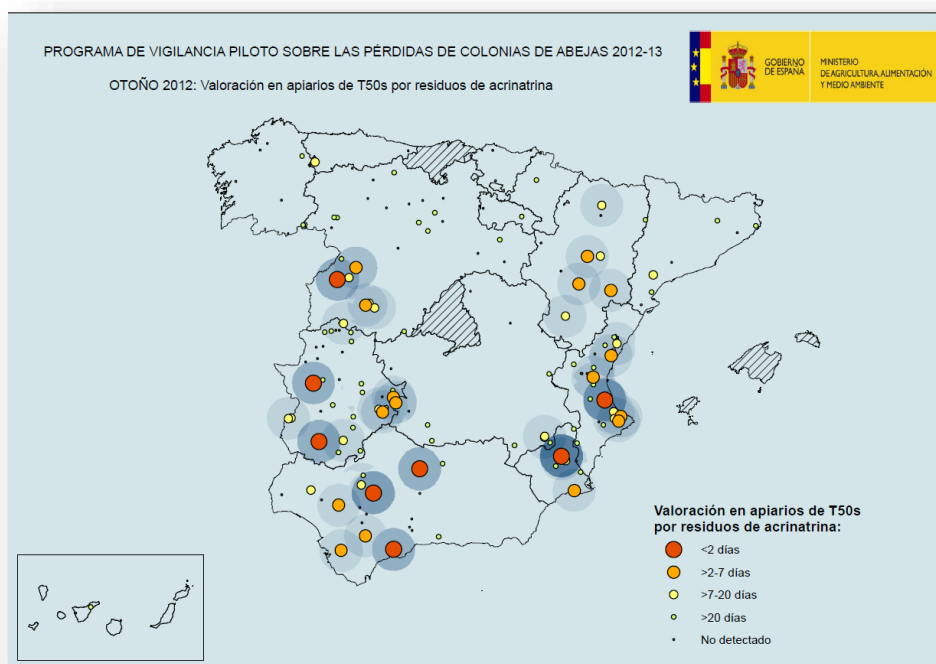 PROGRAMA DE VIGILANCIA PILOTO SOBRE LAS PÉRDIDAS DE COLONIAS DE ABEJAS 2012-13
OTOÑO 2012: Valoración en apiarios de T50s por residuos de acrinatrina
GOBIERNO
DE ESPAÑA
MINISTERIO
DE AGRICULTURA, ALIMENTACIÓN
Y MEDIO AMBIENTE
Valoración en apiarios de T50s
por residuos de acrinatrina:
<2 días
>2-7 días
>7-20 días
>20 días
No detectado